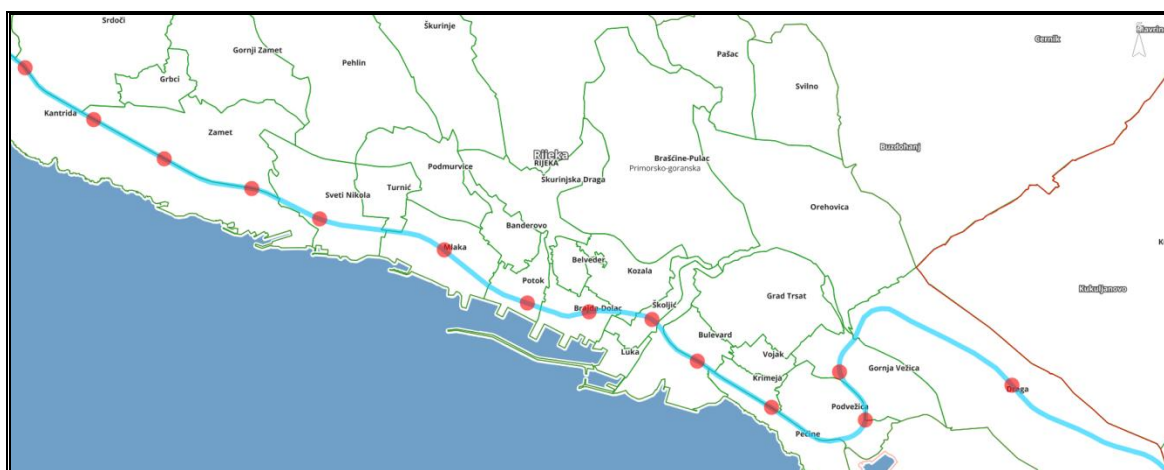 Srdoči
Škurinje
Mavrin
Cernik
Gornji Zamet
Pašac
Pehlin
Grbci
Svilno
Kantrida
Zamet
Buzdohanj
Rijeka
RIJEKA
Brašćine-Pulac
Primorsko-goranska
Podmurvice
Škurinjska Draga
Turnić
Sveti Nikola
Orehovica
Banderovo
Mlaka
Belveder
Kozala
Potok
Grad Trsat
Kukuljanovo
Brajda-Dolac
Školjić
Bulevard
Luka
Vojak
Gornja Vežica
Krimeja
Draga
Podvežica
Pećine